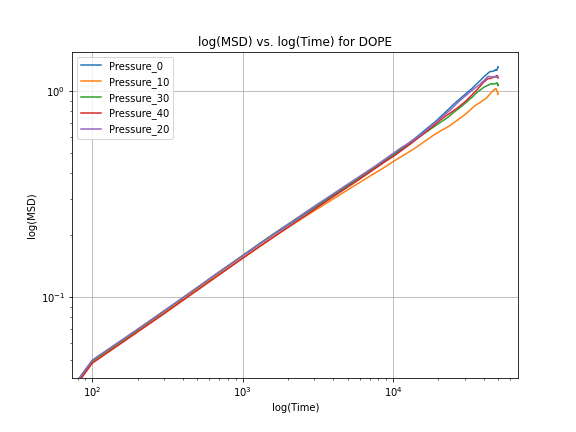 log(MSD) vs. log(Time) for DOPE
Pressure_0
Pressure_10
Pressure_30
Pressure_40
Pressure_20
log(MSD)
10⁰
10⁻¹
10²
10³
10⁴
log(Time)